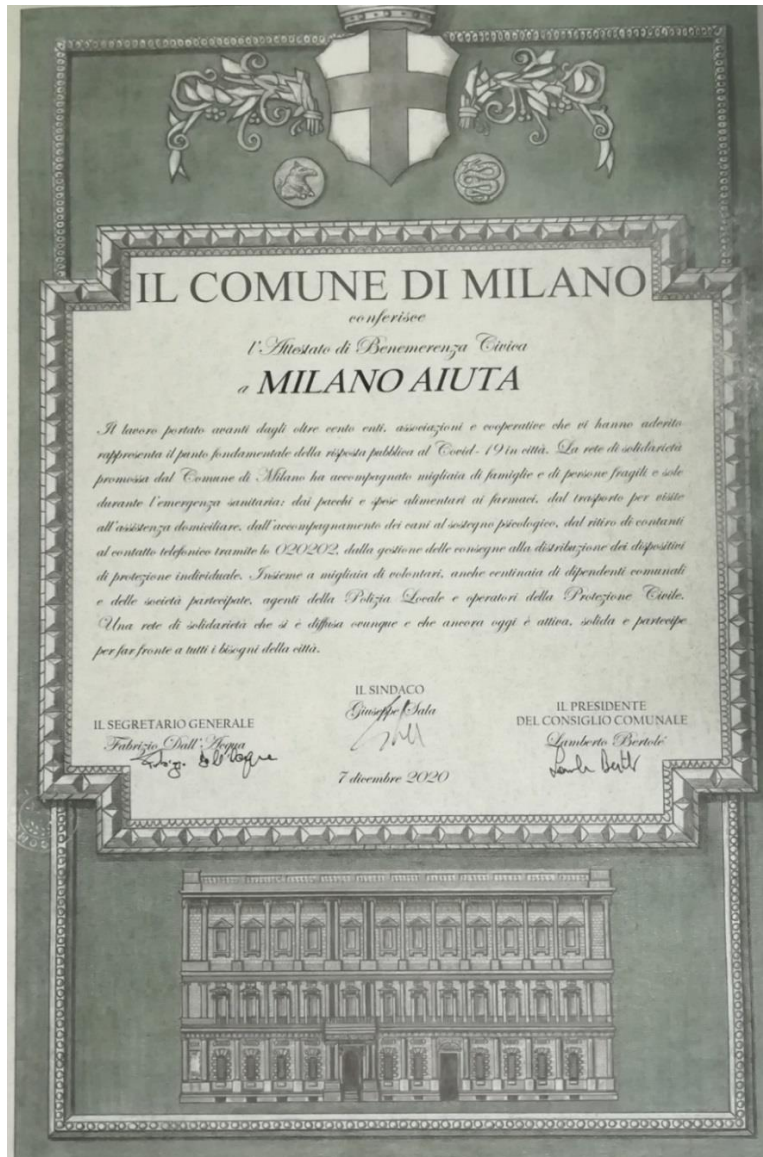 IL COMUNE DI MILANO
conferisce
l'Attestato di Benemerenza Civica
a MILANO AIUTA
Il lavoro portato avanti dagli oltre cento enti, associazioni e cooperative che vi hanno aderito
rappresenta il punto fondamentale della risposta pubblica al Covid-19 in città. La rete di solidarietà
promossa dal Comune di Milano ha accompagnato migliaia di famiglie e di persone fragili e sole
durante l'emergenza sanitaria: dai pacchi e spese alimentari ai farmaci, dal trasporto per visite
all'assistenza domiciliare, dall'accompagnamento dei cani al sostegno psicologico, dal ritiro di contanti
al contatto telefonico tramite lo 020202, dalla gestione delle consegne alla distribuzione dei dispositivi
di protezione individuale. Insieme a migliaia di volontari, anche centinaia di dipendenti comunali
e delle società partecipate, agenti della Polizia Locale e operatori della Protezione Civile.
Una rete di solidarietà che si è diffusa ovunque e che ancora oggi è attiva, solida e partecipe
per far fronte a tutti i bisogni della città.
IL SEGRETARIO GENERALE
Fabrizio Dall'Acqua
IL SINDACO
Giuseppe Sala
IL PRESIDENTE
DEL CONSIGLIO COMUNALE
Lamberto Bertolé
7 dicembre 2020